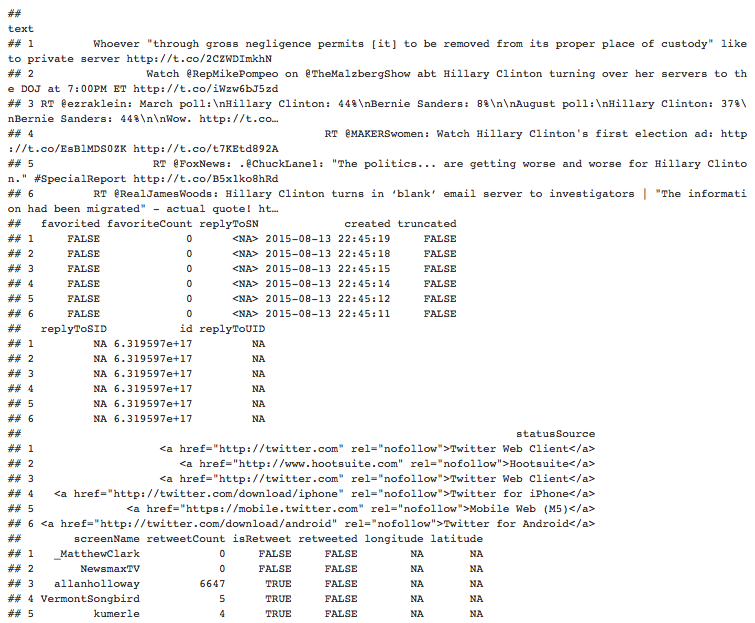 ##
text
## 1 Whoever "through gross negligence permits [it] to be removed from its proper place of custody" like
to private server http://t.co/2CZWDImkhN
## 2 Watch @RepMikePompeo on @TheMalzbergShow abt Hillary Clinton turning over her servers to th
e DOJ at 7:00PM ET http://t.co/iWzw6bJ5zd
## 3 RT @ezraklein: March poll:\nHillary Clinton: 44%\nBernie Sanders: 8%\n\nAugust poll:\nHillary Clinton: 37%\
nBernie Sanders: 44%\n\nWow. http://t.co…
## 4 RT @MAKERSwomen: Watch Hillary Clinton's first election ad: http
://t.co/EsBlMDS0ZK http://t.co/t7KEtd892A
## 5 RT @FoxNews: .@ChuckLane1: "The politics... are getting worse and worse for Hillary Clinto
n." #SpecialReport http://t.co/B5x1ko8hRd
## 6 RT @RealJamesWoods: Hillary Clinton turns in ‘blank’ email server to investigators | "The informati
on had been migrated" - actual quote! ht…
## favorited favoriteCount replyToSN created truncated
## 1 FALSE 0 <NA> 2015-08-13 22:45:19 FALSE
## 2 FALSE 0 <NA> 2015-08-13 22:45:18 FALSE
## 3 FALSE 0 <NA> 2015-08-13 22:45:15 FALSE
## 4 FALSE 0 <NA> 2015-08-13 22:45:14 FALSE
## 5 FALSE 0 <NA> 2015-08-13 22:45:12 FALSE
## 6 FALSE 0 <NA> 2015-08-13 22:45:11 FALSE
## replyToSID id replyToUID
## 1 NA 6.319597e+17 NA
## 2 NA 6.319597e+17 NA
## 3 NA 6.319597e+17 NA
## 4 NA 6.319597e+17 NA
## 5 NA 6.319597e+17 NA
## 6 NA 6.319597e+17 NA
## statusSource
## 1 <a href="http://twitter.com" rel="nofollow">Twitter Web Client</a>
## 2 <a href="http://www.hootsuite.com" rel="nofollow">Hootsuite</a>
## 3 <a href="http://twitter.com" rel="nofollow">Twitter Web Client</a>
## 4 <a href="http://twitter.com/download/iphone" rel="nofollow">Twitter for iPhone</a>
## 5 <a href="https://mobile.twitter.com" rel="nofollow">Mobile Web (M5)</a>
## 6 <a href="http://twitter.com/download/android" rel="nofollow">Twitter for Android</a>
## screenName retweetCount isRetweet retweeted longitude latitude
## 1 _MatthewClark 0 FALSE FALSE NA NA
## 2 NewsmaxTV 0 FALSE FALSE NA NA
## 3 allanholloway 6647 TRUE FALSE NA NA
## 4 VermontSongbird 5 TRUE FALSE NA NA
## 5 kumerle 4 TRUE FALSE NA NA